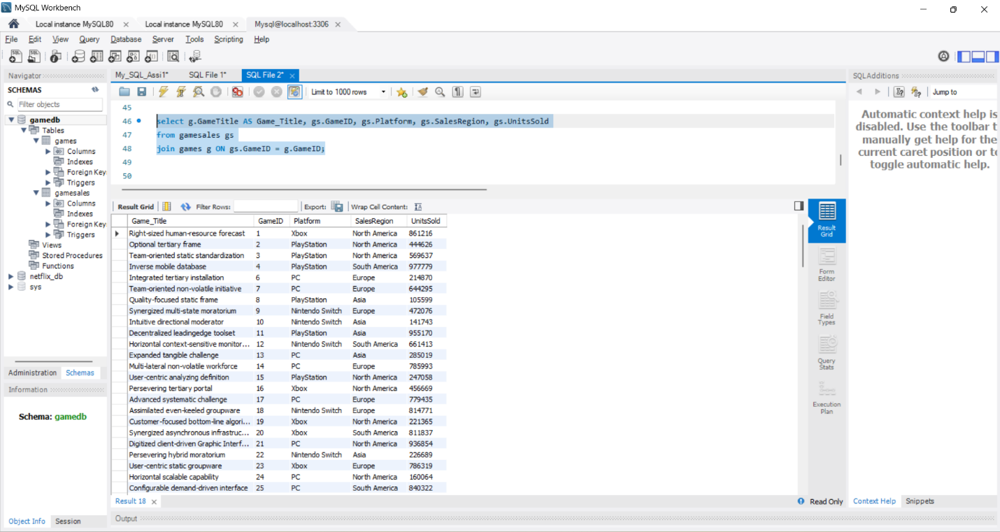 MySQL Workbench
Local instance MySQL80 × Local instance MySQL80 × Mysql@localhost:3306 ×
File Edit View Query Database Server Tools Scripting Help
Navigator
SCHEMAS
Filter objects
gamedb
Tables
games
Columns
Indexes
Foreign Key
Triggers
gamesales
Columns
Indexes
Foreign Key
Triggers
Views
Stored Procedures
Functions
netflix_db
sys
Administration Schemas
Information
Schema: gamedb
Object Info Session
My_SQL_Assi1* SQL File 1* SQL File 2* ×
Limit to 1000 rows
45
46 select g.GameTitle AS Game_Title, gs.GameID, gs.Platform, gs.SalesRegion, gs.UnitsSold
47 from gamesales gs
48 join games g ON gs.GameID = g.GameID;
49
50
Result Grid Filter Rows: Export: Wrap Cell Content:
Game_Title GameID Platform SalesRegion UnitsSold
Right-sized human-resource forecast 1 Xbox North America 861216
Optional tertiary frame 2 PlayStation North America 444626
Team-oriented static standardization 3 PlayStation North America 569637
Inverse mobile database 4 PlayStation South America 977779
Integrated tertiary installation 6 PC Europe 214870
Team-oriented non-volatile initiative 7 PC Europe 644295
Quality-focused static frame 8 PlayStation Asia 105599
Synergized multi-state moratorium 9 Nintendo Switch Europe 472076
Intuitive directional moderator 10 Nintendo Switch Asia 141743
Decentralized leadingedge toolset 11 PlayStation Asia 955170
Horizontal context-sensitive monitor... 12 Nintendo Switch South America 661413
Expanded tangible challenge 13 PC Asia 285019
Multi-lateral non-volatile workforce 14 PC Europe 785993
User-centric analyzing definition 15 PlayStation North America 247058
Persevering tertiary portal 16 Xbox North America 456669
Advanced systematic challenge 17 PC Europe 779435
Assimilated even-keeled groupware 18 Nintendo Switch Europe 814771
Customer-focused bottom-line algori... 19 Xbox North America 221365
Synergized asynchronous infrastruc... 20 Xbox South America 811837
Digitized client-driven Graphic Interf... 21 PC North America 936854
Persevering hybrid moratorium 22 Nintendo Switch Asia 226689
User-centric static groupware 23 Xbox Europe 786319
Horizontal scalable capability 24 PC North America 160064
Configurable demand-driven interface 25 PC South America 840322
Result 18 × Read Only
Output
Result
Grid
Form
Editor
Field
Types
Query
Stats
Execution
Plan
SQLAdditions
Jump to
Automatic context help is
disabled. Use the toolbar t
manually get help for the
current caret position or to
toggle automatic help.
Context Help Snippets